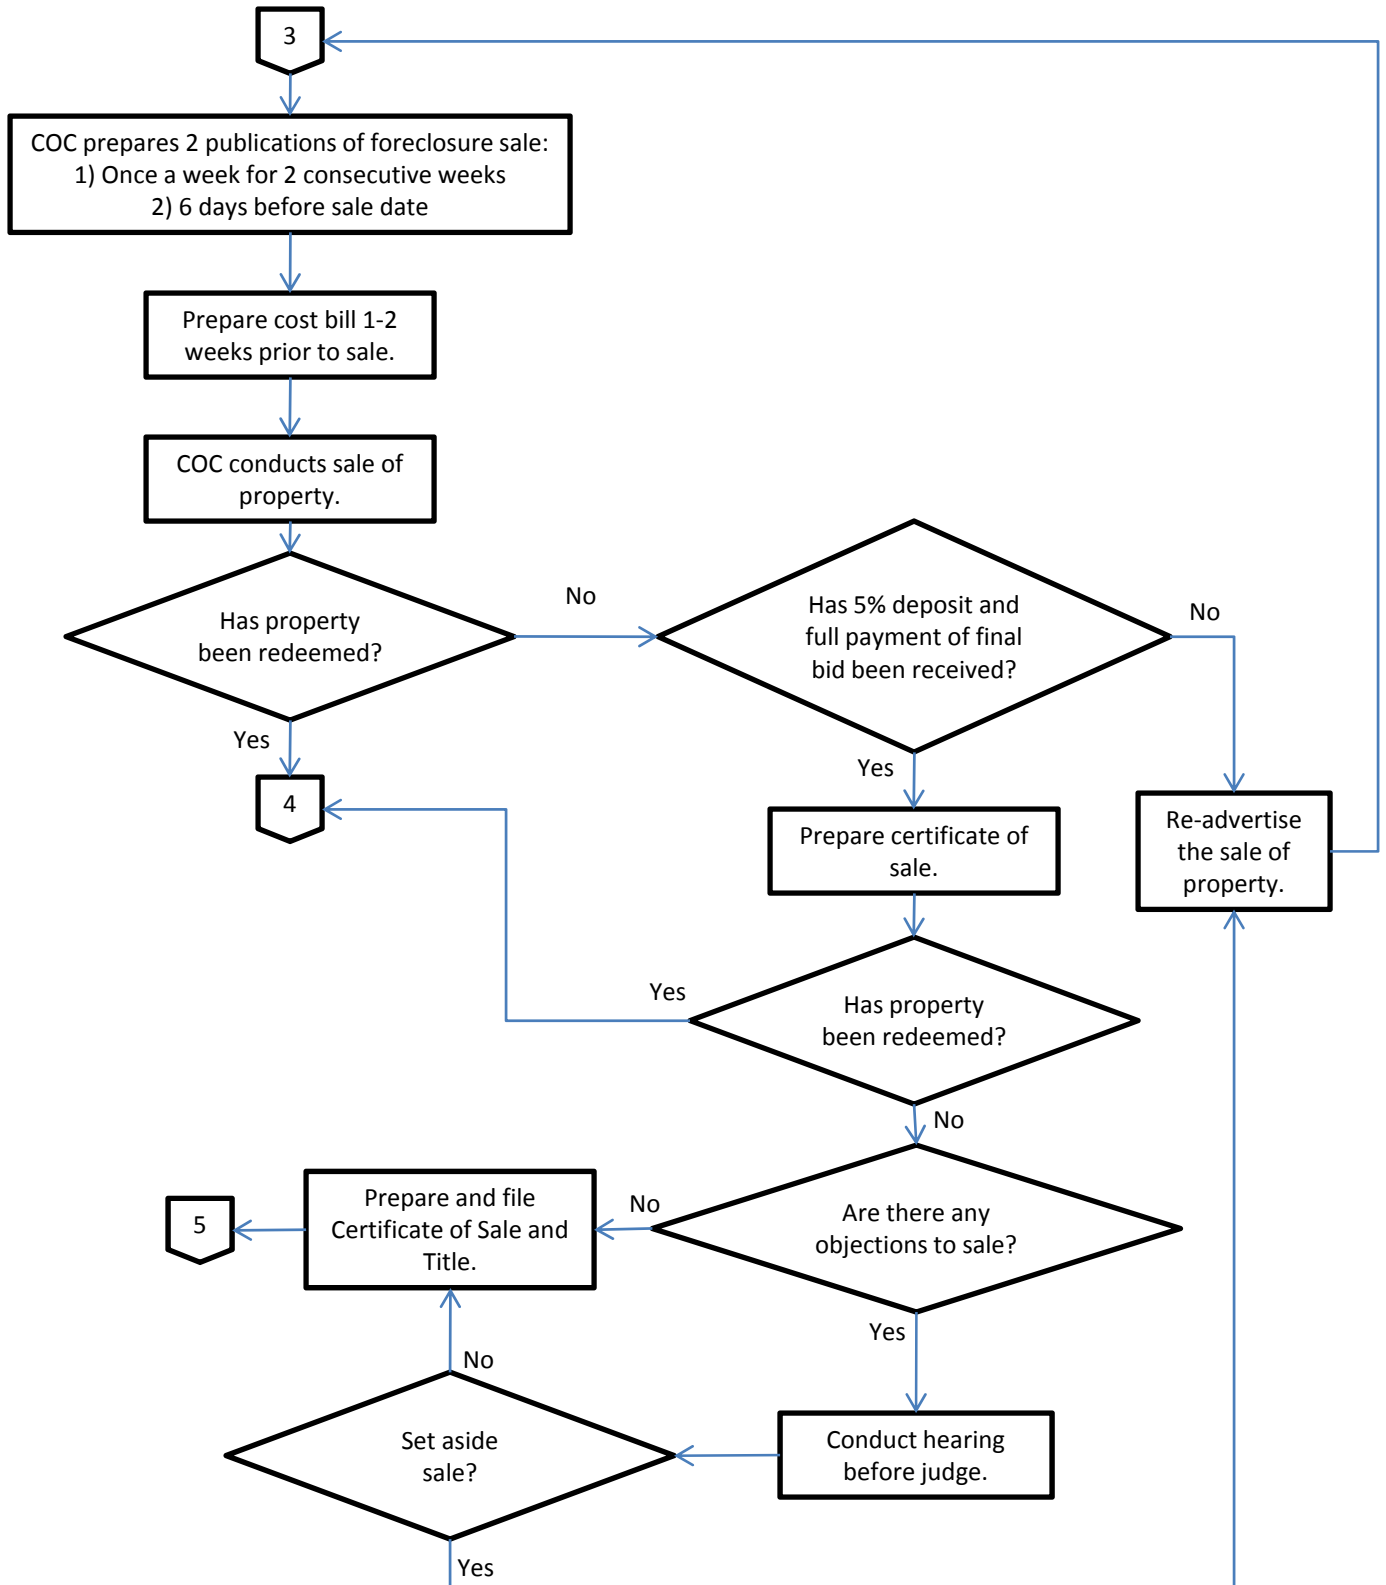 3
COC prepares 2 publications of foreclosure sale:
1) Once a week for 2 consecutive weeks
2) 6 days before sale date
Prepare cost bill 1-2
weeks prior to sale.
COC conducts sale of
property.
Has property
been redeemed?
No
Has 5% deposit and
full payment of final
bid been received?
No
Yes
4
Yes
Prepare certificate of
sale.
Re-advertise
the sale of
property.
Yes
Has property
been redeemed?
No
Are there any
objections to sale?
No
Prepare and file
Certificate of Sale and
Title.
5
Yes
Conduct hearing
before judge.
Set aside
sale?
No
Yes